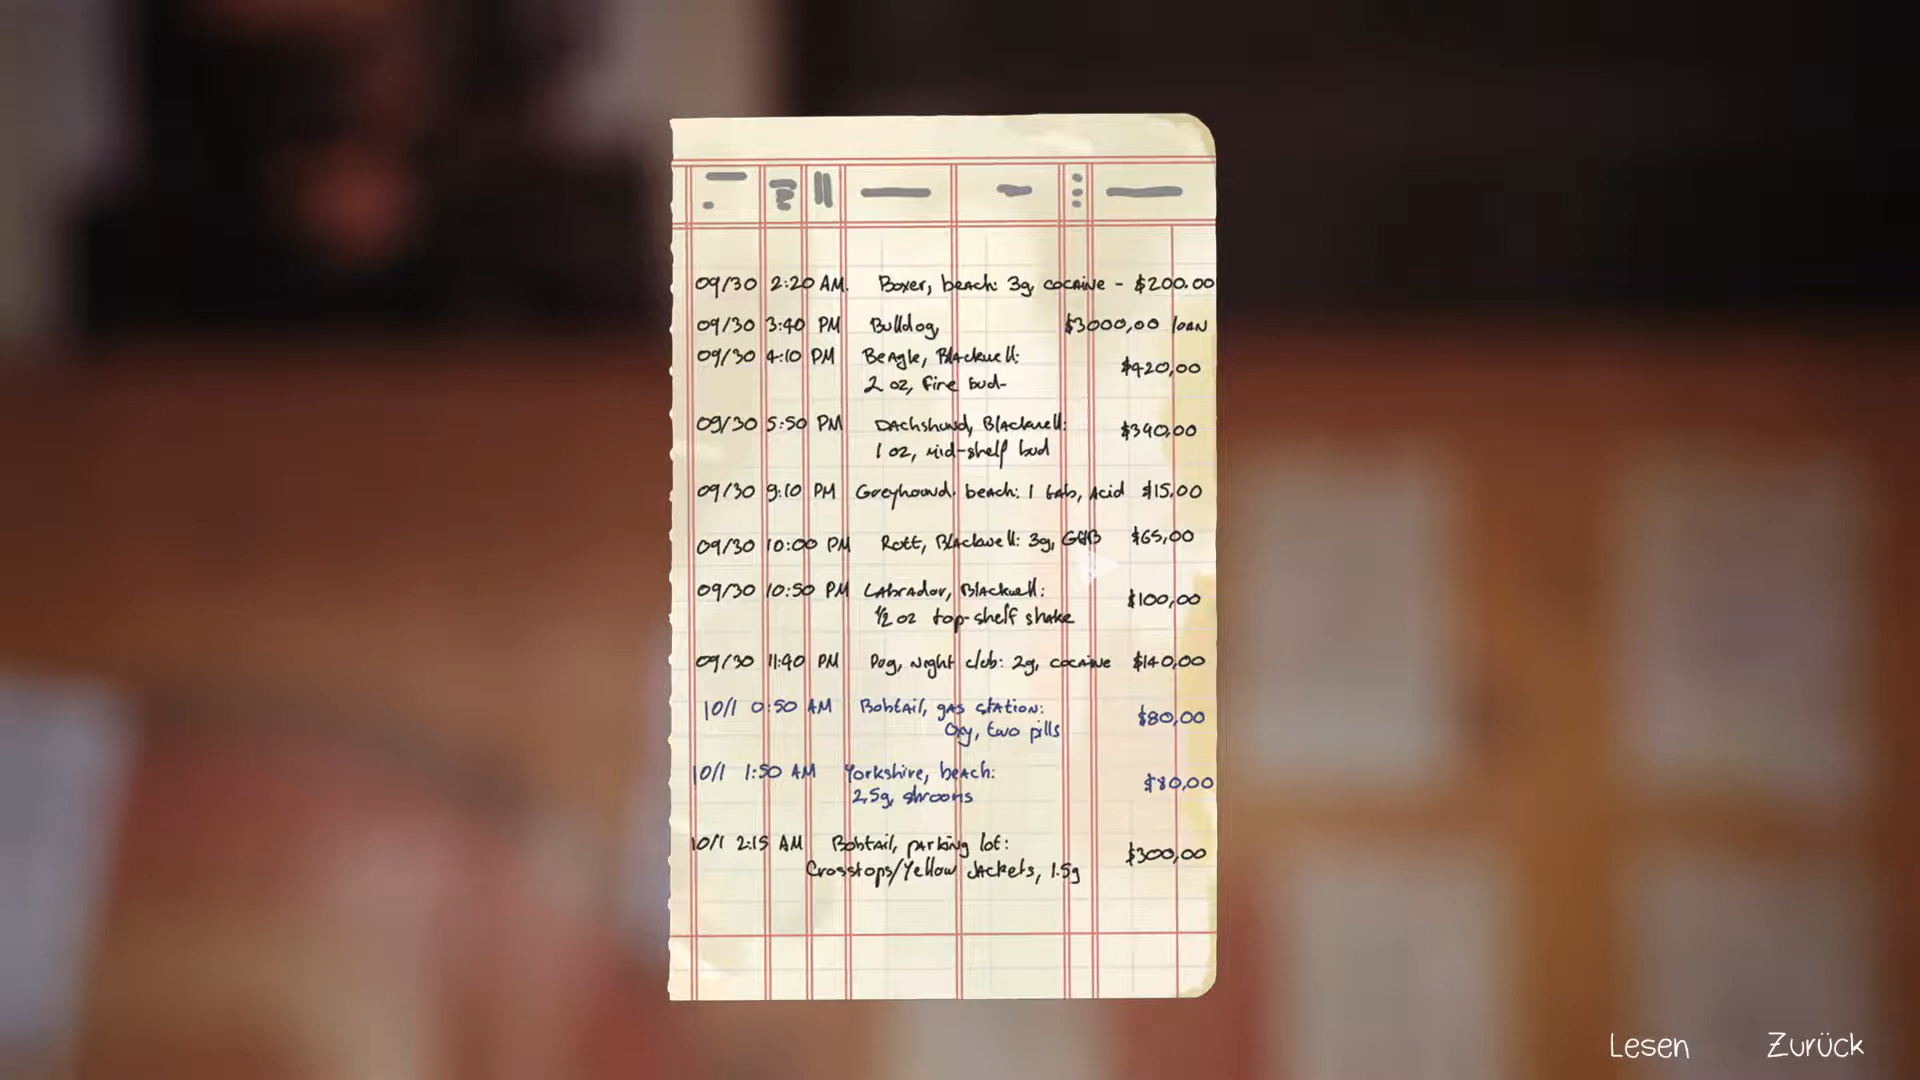 09/30 2:20 AM. Boxer, beach: 3g, cocaine - $200.00
09/30 3:40 PM Bulldog, $3000,00 loan
09/30 4:10 PM Beagle, Blackwell:
2 oz, fire bud- $420,00
09/30 5:50 PM Dachshund, Blackwell: $340,00
1 oz, mid-shelf bud
09/30 9:10 PM Greyhound, beach: 1 tab, Acid $15,00
09/30 10:00 PM Rott, Blackwell: 3g, GHB $65,00
09/30 10:50 PM Labrador, Blackwell: $100,00
1/2 oz top-shelf shake
09/30 11:40 PM Pug, night club: 2g, cocaine $140,00
10/1 0:50 AM Bobtail, gas station: $80,00
Oxy, two pills
10/1 1:50 AM Yorkshire, beach: $80,00
2,5g, shrooms
10/1 2:15 AM Bobtail, parking lot: $300,00
Crosstops/Yellow Jackets, 1.5g
Lesen Zurück